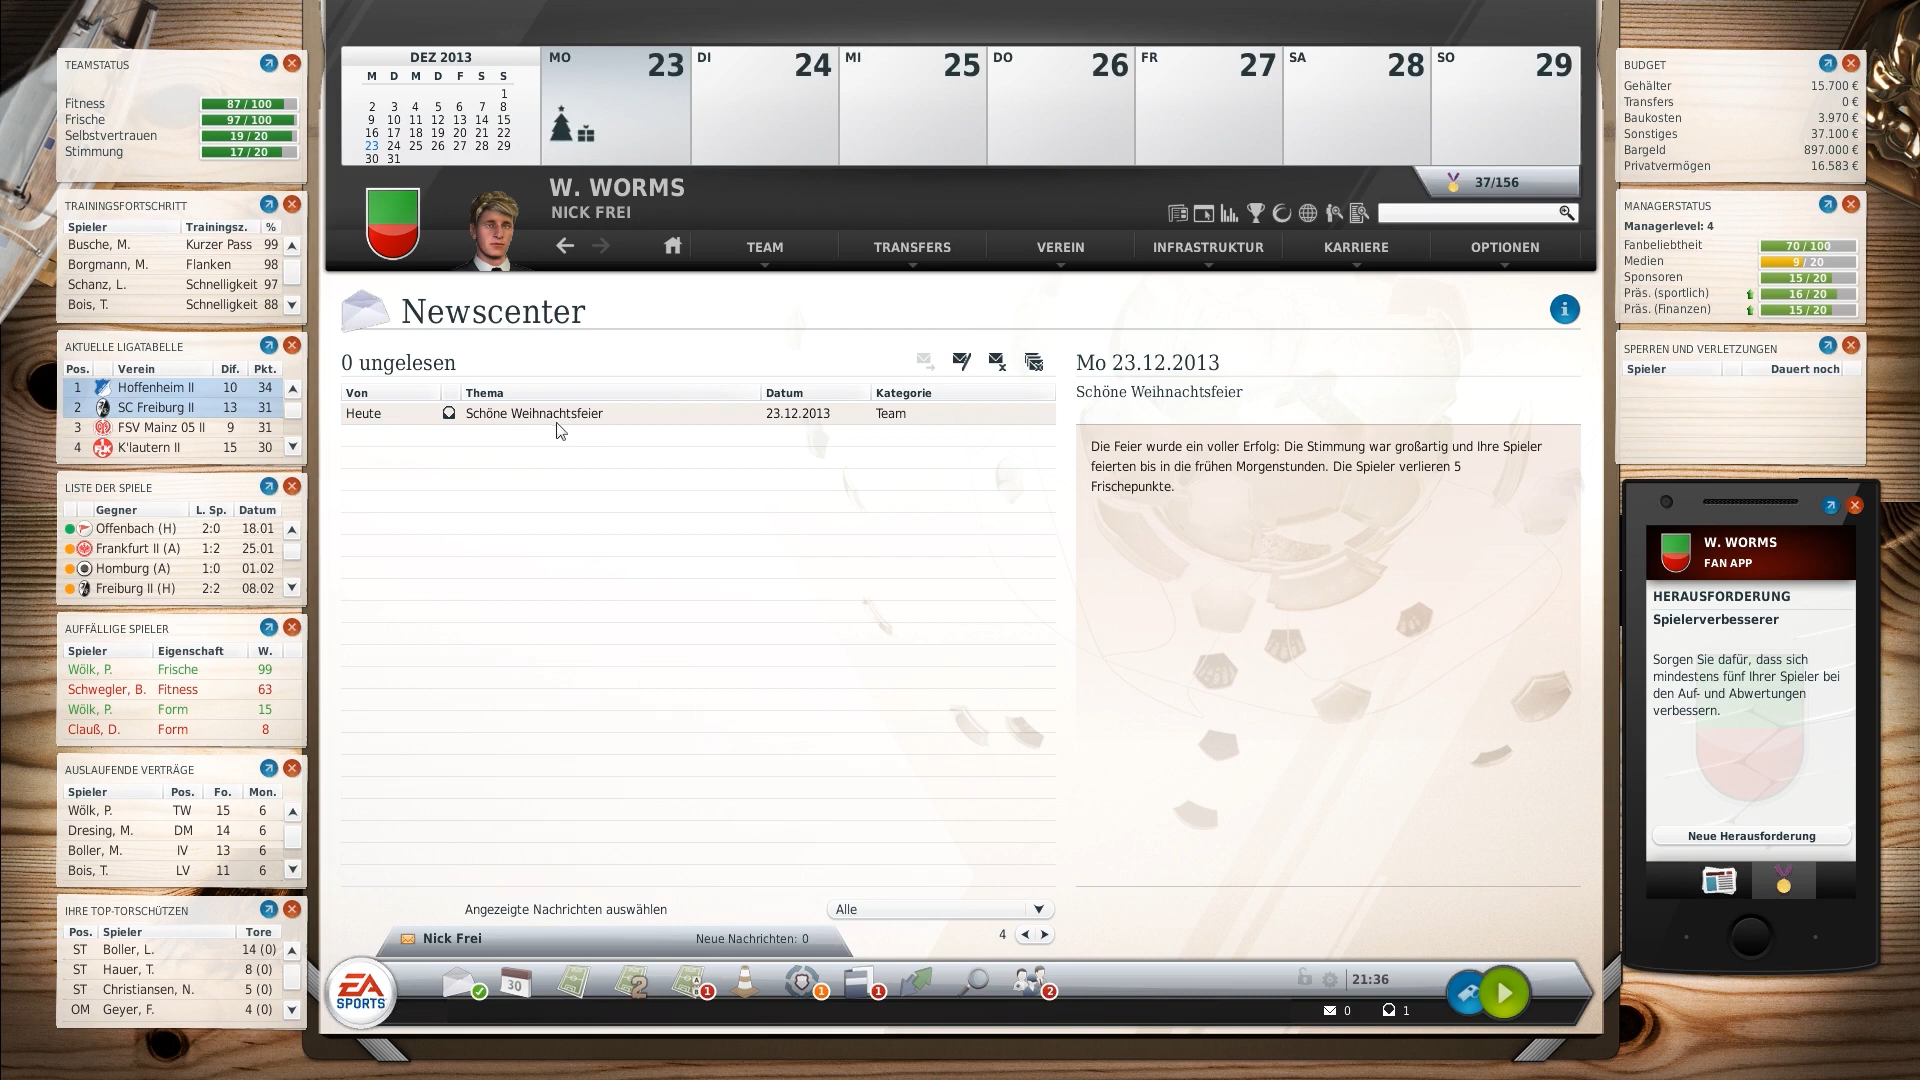 TEAMSTATUS
Fitness 87 / 100
Frische 97 / 100
Selbstvertrauen 19 / 20
Stimmung 17 / 20
TRAININGSFORTSCHRITT
Spieler Trainingsz. %
Busche, M. Kurzer Pass 99
Borgmann, M. Flanken 98
Schanz, L. Schnelligkeit 97
Bois, T. Schnelligkeit 88
AKTUELLE LIGATABELLE
Pos. Verein Dif. Pkt.
1 Hoffenheim II 10 34
2 SC Freiburg II 13 31
3 FSV Mainz 05 II 9 31
4 K'lautern II 15 30
LISTE DER SPIELE
Gegner L. Sp. Datum
Offenbach (H) 2:0 18.01
Frankfurt II (A) 1:2 25.01
Homburg (A) 1:0 01.02
Freiburg II (H) 2:2 08.02
AUFFÄLLIGE SPIELER
Spieler Eigenschaft W.
Wölk, P. Frische 99
Schwegler, B. Fitness 63
Wölk, P. Form 15
Clauß, D. Form 8
AUSLAUFENDE VERTRÄGE
Spieler Pos. Fo. Mon.
Wölk, P. TW 15 6
Dresing, M. DM 14 6
Boller, M. IV 13 6
Bois, T. LV 11 6
IHRE TOP-TORSCHÜTZEN
Pos. Spieler Tore
ST Boller, L. 14 (0)
ST Hauer, T. 8 (0)
ST Christiansen, N. 5 (0)
OM Geyer, F. 4 (0)
DEZ 2013
M D M D F S S
1
2 3 4 5 6 7 8
9 10 11 12 13 14 15
16 17 18 19 20 21 22
23 24 25 26 27 28 29
30 31
MO 23 DI 24 MI 25 DO 26 FR 27 SA 28 SO 29
W. WORMS
NICK FREI
37/156
TEAM TRANSFERS VEREIN INFRASTRUKTUR KARRIERE OPTIONEN
Newscenter
i
0 ungelesen
Von Thema Datum Kategorie
Heute Schöne Weihnachtsfeier 23.12.2013 Team
Mo 23.12.2013
Schöne Weihnachtsfeier
Die Feier wurde ein voller Erfolg: Die Stimmung war großartig und Ihre Spieler
feierten bis in die frühen Morgenstunden. Die Spieler verlieren 5
Frischepunkte.
Angezeigte Nachrichten auswählen Alle
Nick Frei Neue Nachrichten: 0
4
EA
SPORTS
30 2 1 1 1 2
21:36
0 1
BUDGET
Gehälter 15.700 €
Transfers 0 €
Baukosten 3.970 €
Sonstiges 37.100 €
Bargeld 897.000 €
Privatvermögen 16.583 €
MANAGERSTATUS
Managerlevel: 4
Fanbeliebtheit 70 / 100
Medien 9 / 20
Sponsoren 15 / 20
Präs. (sportlich) 16 / 20
Präs. (Finanzen) 15 / 20
SPERREN UND VERLETZUNGEN
Spieler Dauert noch
W. WORMS
FAN APP
HERAUSFORDERUNG
Spielerverbesserer
Sorgen Sie dafür, dass sich
mindestens fünf Ihrer Spieler bei
den Auf- und Abwertungen
verbessern.
Neue Herausforderung